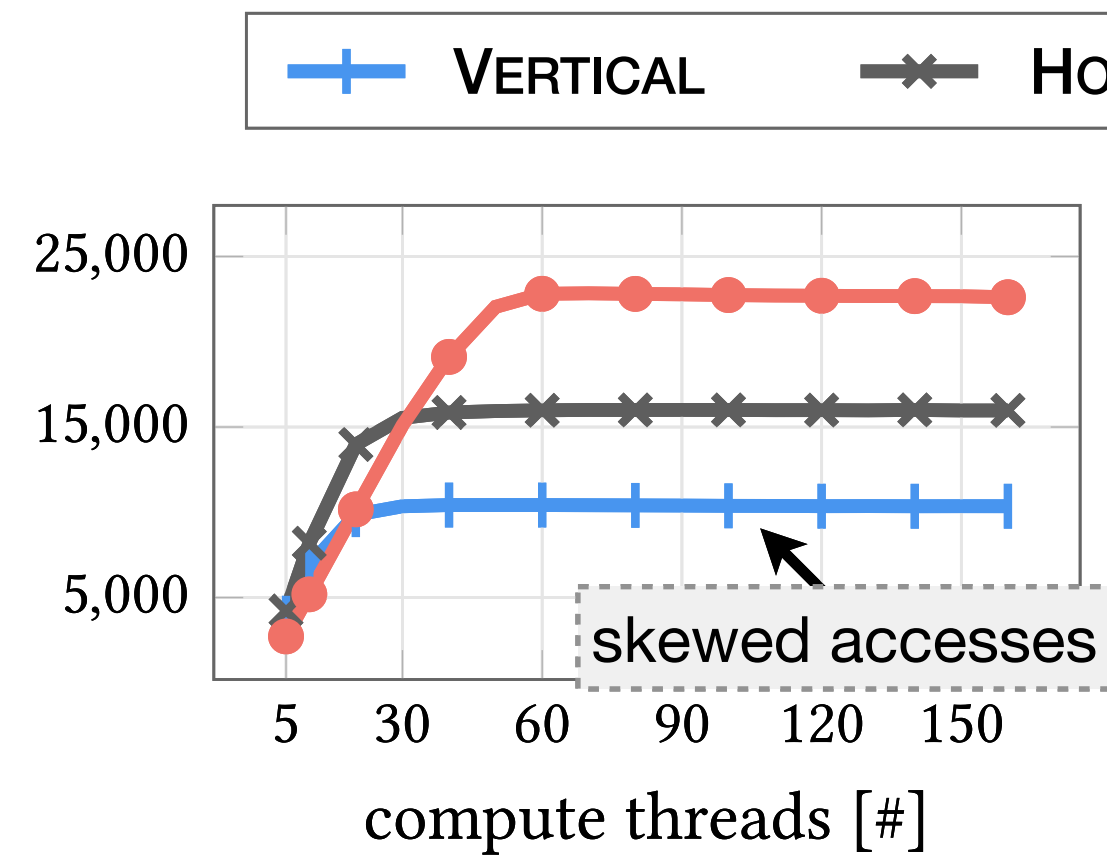 VERTICAL HO
25,000
15,000
5,000
skewed accesses
5 30 60 90 120 150
compute threads [#]